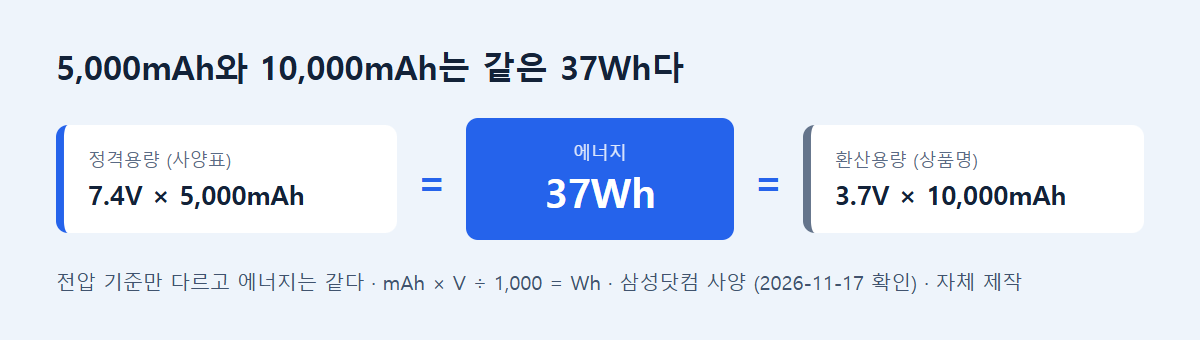 5,000mAh와 10,000mAh는 같은 37Wh다
정격용량 (사양표)
7.4V × 5,000mAh
=
에너지
37Wh
=
환산용량 (상품명)
3.7V × 10,000mAh
전압 기준만 다르고 에너지는 같다 · mAh × V ÷ 1,000 = Wh · 삼성닷컴 사양 (2026-11-17 확인) · 자체 제작